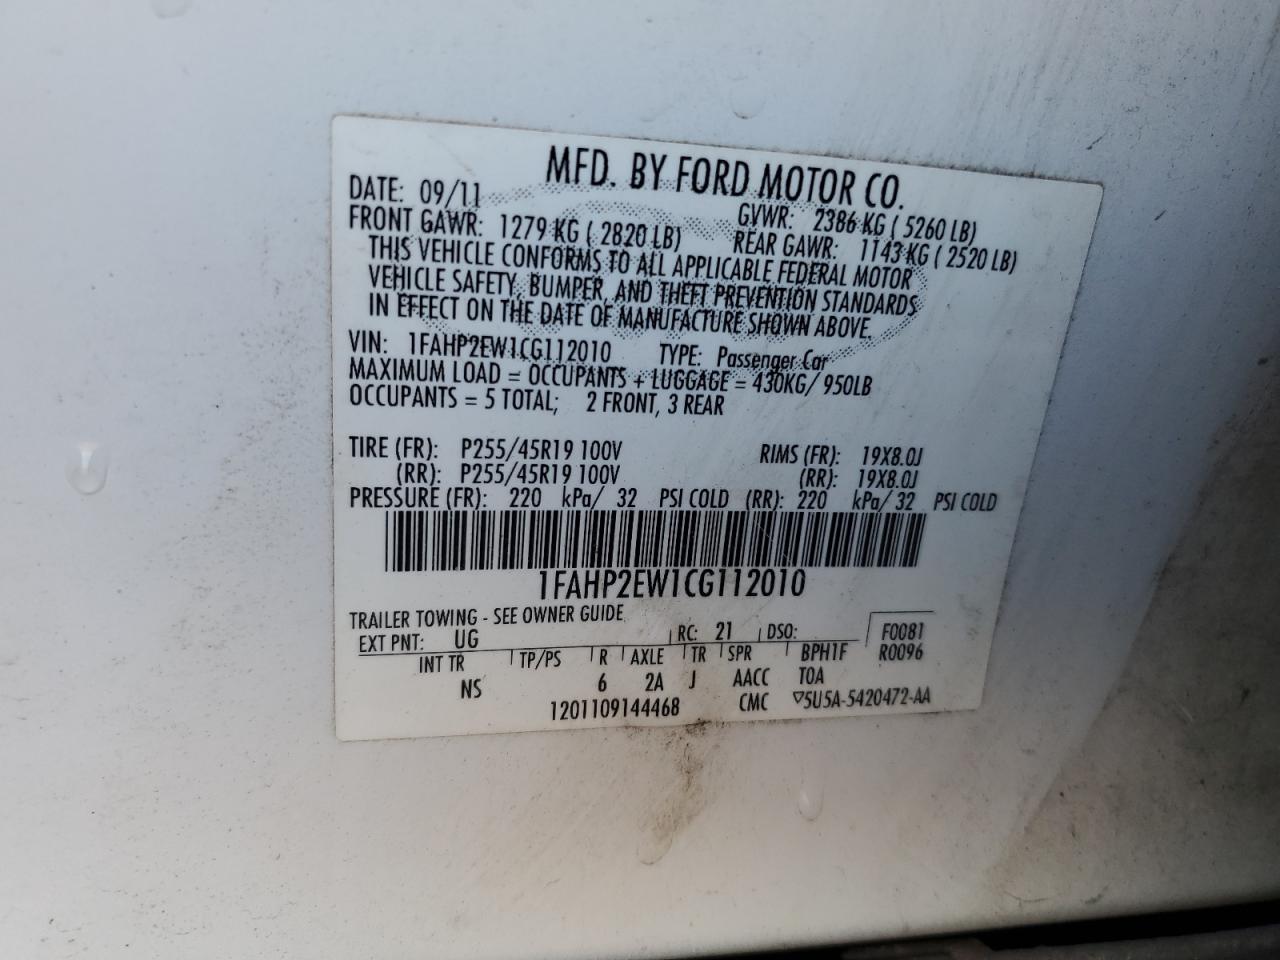 MFD. BY FORD MOTOR CO.
DATE: 09/11 GVWR: 2386 KG ( 5260 LB)
FRONT GAWR: 1279 KG ( 2820 LB) REAR GAWR: 1143 KG ( 2520 LB)
THIS VEHICLE CONFORMS TO ALL APPLICABLE FEDERAL MOTOR
VEHICLE SAFETY, BUMPER, AND THEFT PREVENTION STANDARDS
IN EFFECT ON THE DATE OF MANUFACTURE SHOWN ABOVE.
VIN: 1FAHP2EW1CG112010 TYPE: Passenger Car
MAXIMUM LOAD = OCCUPANTS + LUGGAGE = 430KG/ 950LB
OCCUPANTS = 5 TOTAL; 2 FRONT, 3 REAR
TIRE (FR): P255/45R19 100V RIMS (FR): 19X8.0J
(RR): P255/45R19 100V (RR): 19X8.0J
PRESSURE (FR): 220 kPa/ 32 PSI COLD (RR): 220 kPa/ 32 PSI COLD
1FAHP2EW1CG112010
TRAILER TOWING - SEE OWNER GUIDE
EXT PNT: UG RC: 21 DSO: F0081
INT TR TP/PS R AXLE TR SPR BPH1F R0096
NS 6 2A J AACC TOA
1201109144468 CMC ▽5U5A-5420472-AA